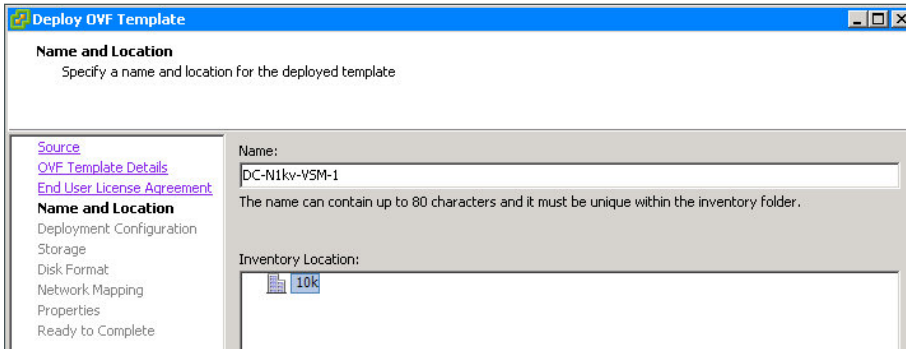 Deploy OVF Template
Name and Location
Specify a name and location for the deployed template
Source
OVF Template Details
End User License Agreement
Name and Location
Deployment Configuration
Storage
Disk Format
Network Mapping
Properties
Ready to Complete
Name:
DC-N1kv-VSM-1
The name can contain up to 80 characters and it must be unique within the inventory folder.
Inventory Location:
10k